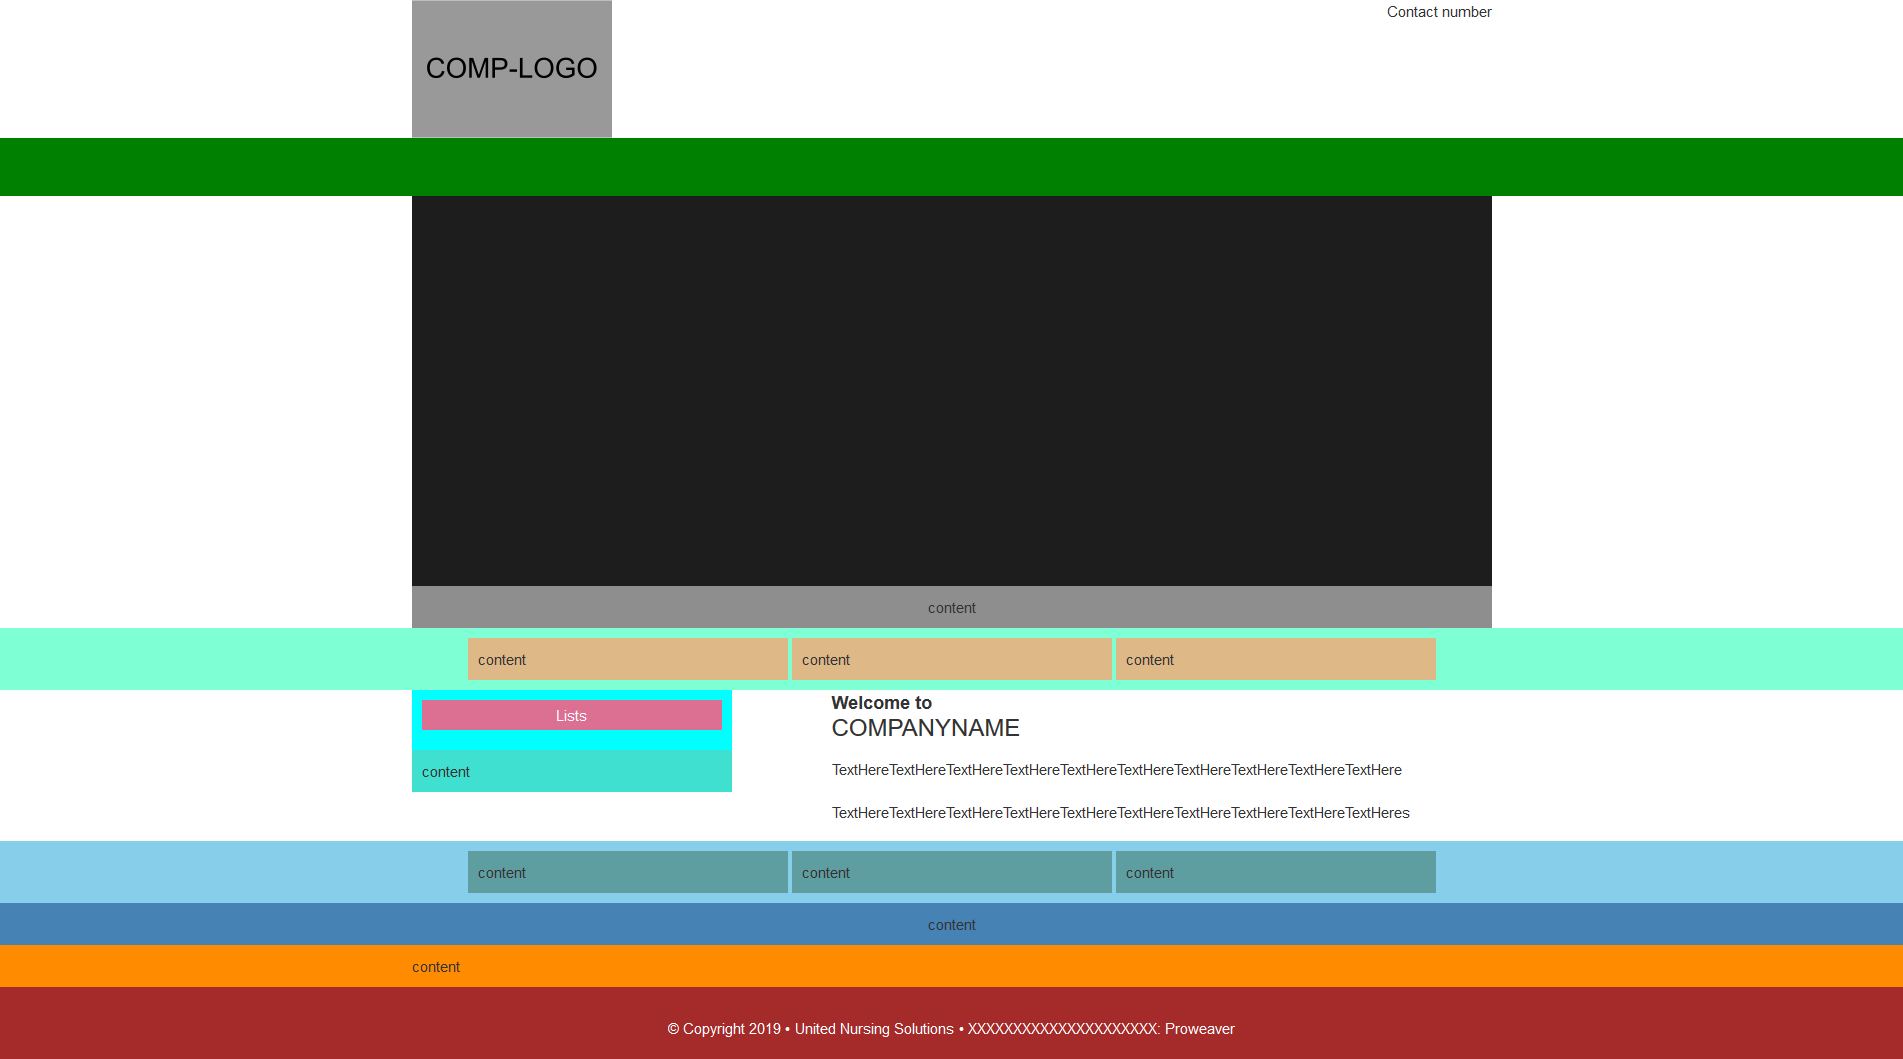 COMP-LOGO
Contact number
content
content
content
content
Lists
content
Welcome to
COMPANYNAME
TextHereTextHereTextHereTextHereTextHereTextHereTextHereTextHereTextHereTextHere
TextHereTextHereTextHereTextHereTextHereTextHereTextHereTextHereTextHereTextHeres
content
content
content
content
content
© Copyright 2019 • United Nursing Solutions • XXXXXXXXXXXXXXXXXXXXX: Proweaver